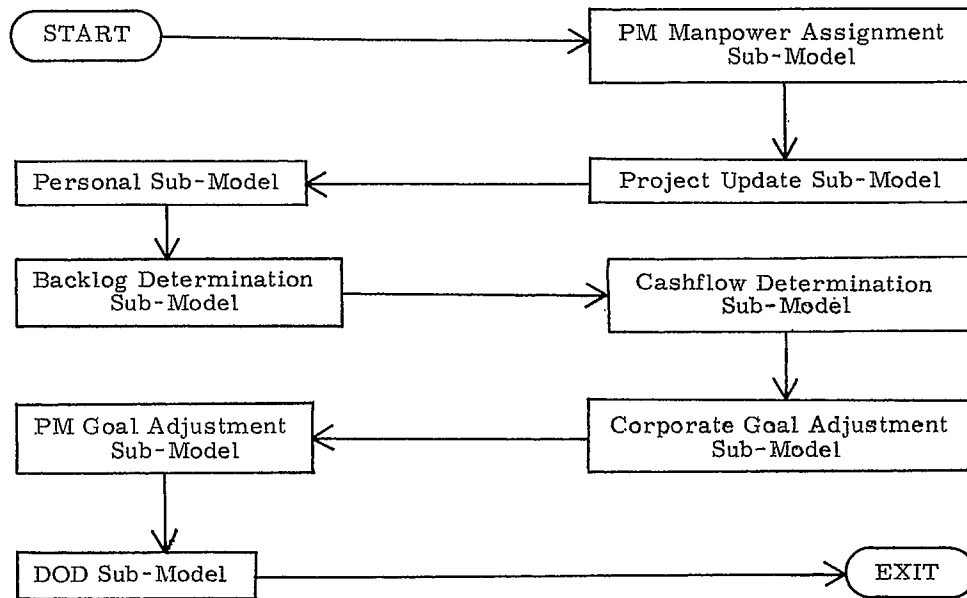 START
PM Manpower Assignment
Sub-Model
Project Update Sub-Model
Personal Sub-Model
Backlog Determination
Sub-Model
Cashflow Determination
Sub-Model
Corporate Goal Adjustment
Sub-Model
PM Goal Adjustment
Sub-Model
DOD Sub-Model
EXIT